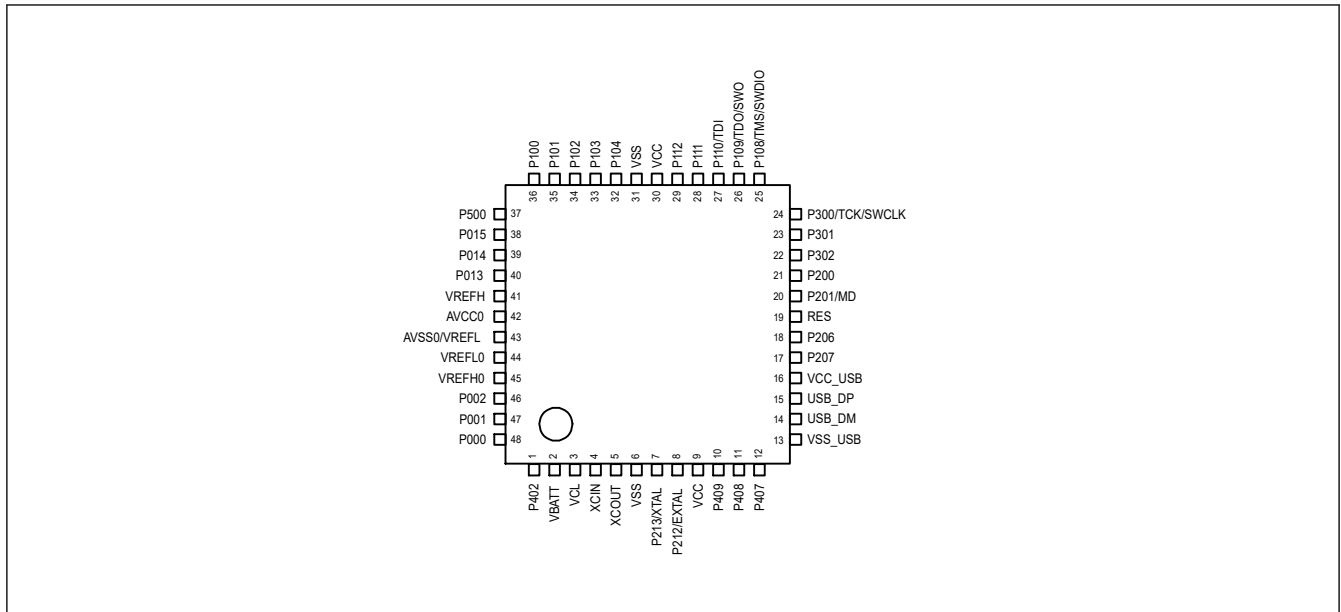 P100
P101
P102
P103
P104
VSS
VCC
P112
P111
P110/TDI
P109/TDO/SWO
P108/TMS/SWDIO
36
35
34
33
32
31
30
29
28
27
26
25
P500 37
P015 38
P014 39
P013 40
VREFH 41
AVCC0 42
AVSS0/VREFL 43
VREFL0 44
VREFH0 45
P002 46
P001 47
P000 48
24 P300/TCK/SWCLK
23 P301
22 P302
21 P200
20 P201/MD
19 RES
18 P206
17 P207
16 VCC_USB
15 USB_DP
14 USB_DM
13 VSS_USB
1
2
3
4
5
6
7
8
9
10
11
12
P402
VBATT
VCL
XCIN
XCOUT
VSS
P213/XTAL
P212/EXTAL
VCC
P409
P408
P407